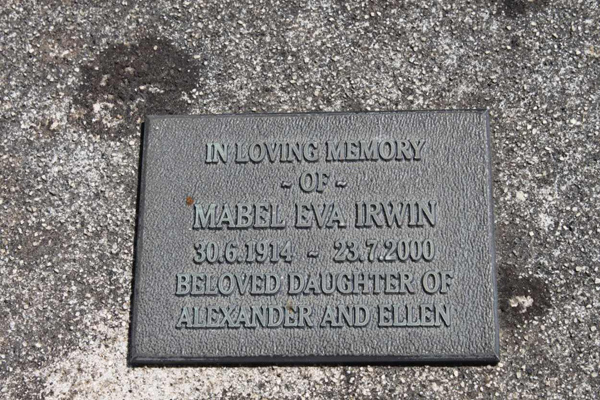 IN LOVING MEMORY
~ OF ~
MABEL EVA IRWIN
30.6.1914 ~ 23.7.2000
BELOVED DAUGHTER OF
ALEXANDER AND ELLEN